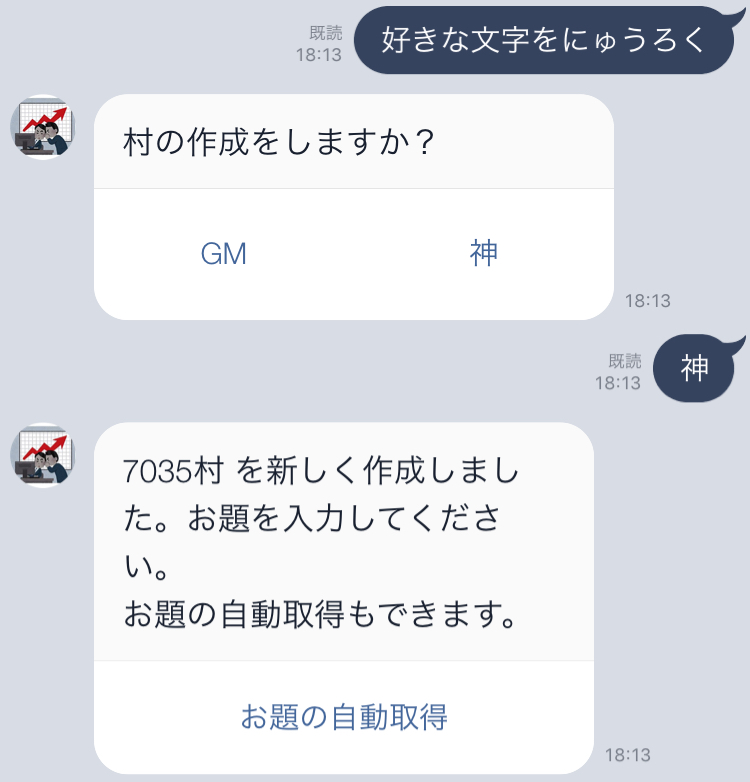 既読
18:13
好きな文字をにゅうろく
村の作成をしますか？
GM
神
18:13
既読
18:13
神
7035村 を新しく作成しまし
た。お題を入力してくださ
い。
お題の自動取得もできます。
お題の自動取得
18:13